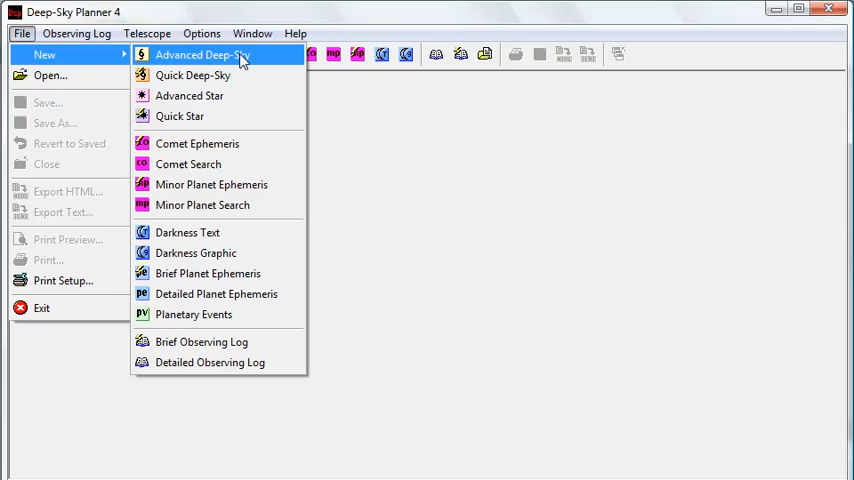 Deep-Sky Planner 4
File Observing Log Telescope Options Window Help
New
Open...
Save...
Save As...
Revert to Saved
Close
Export HTML...
Export Text...
Print Preview...
Print...
Print Setup...
Exit
Advanced Deep-Sky
Quick Deep-Sky
Advanced Star
Quick Star
Comet Ephemeris
Comet Search
Minor Planet Ephemeris
Minor Planet Search
Darkness Text
Darkness Graphic
Brief Planet Ephemeris
Detailed Planet Ephemeris
Planetary Events
Brief Observing Log
Detailed Observing Log